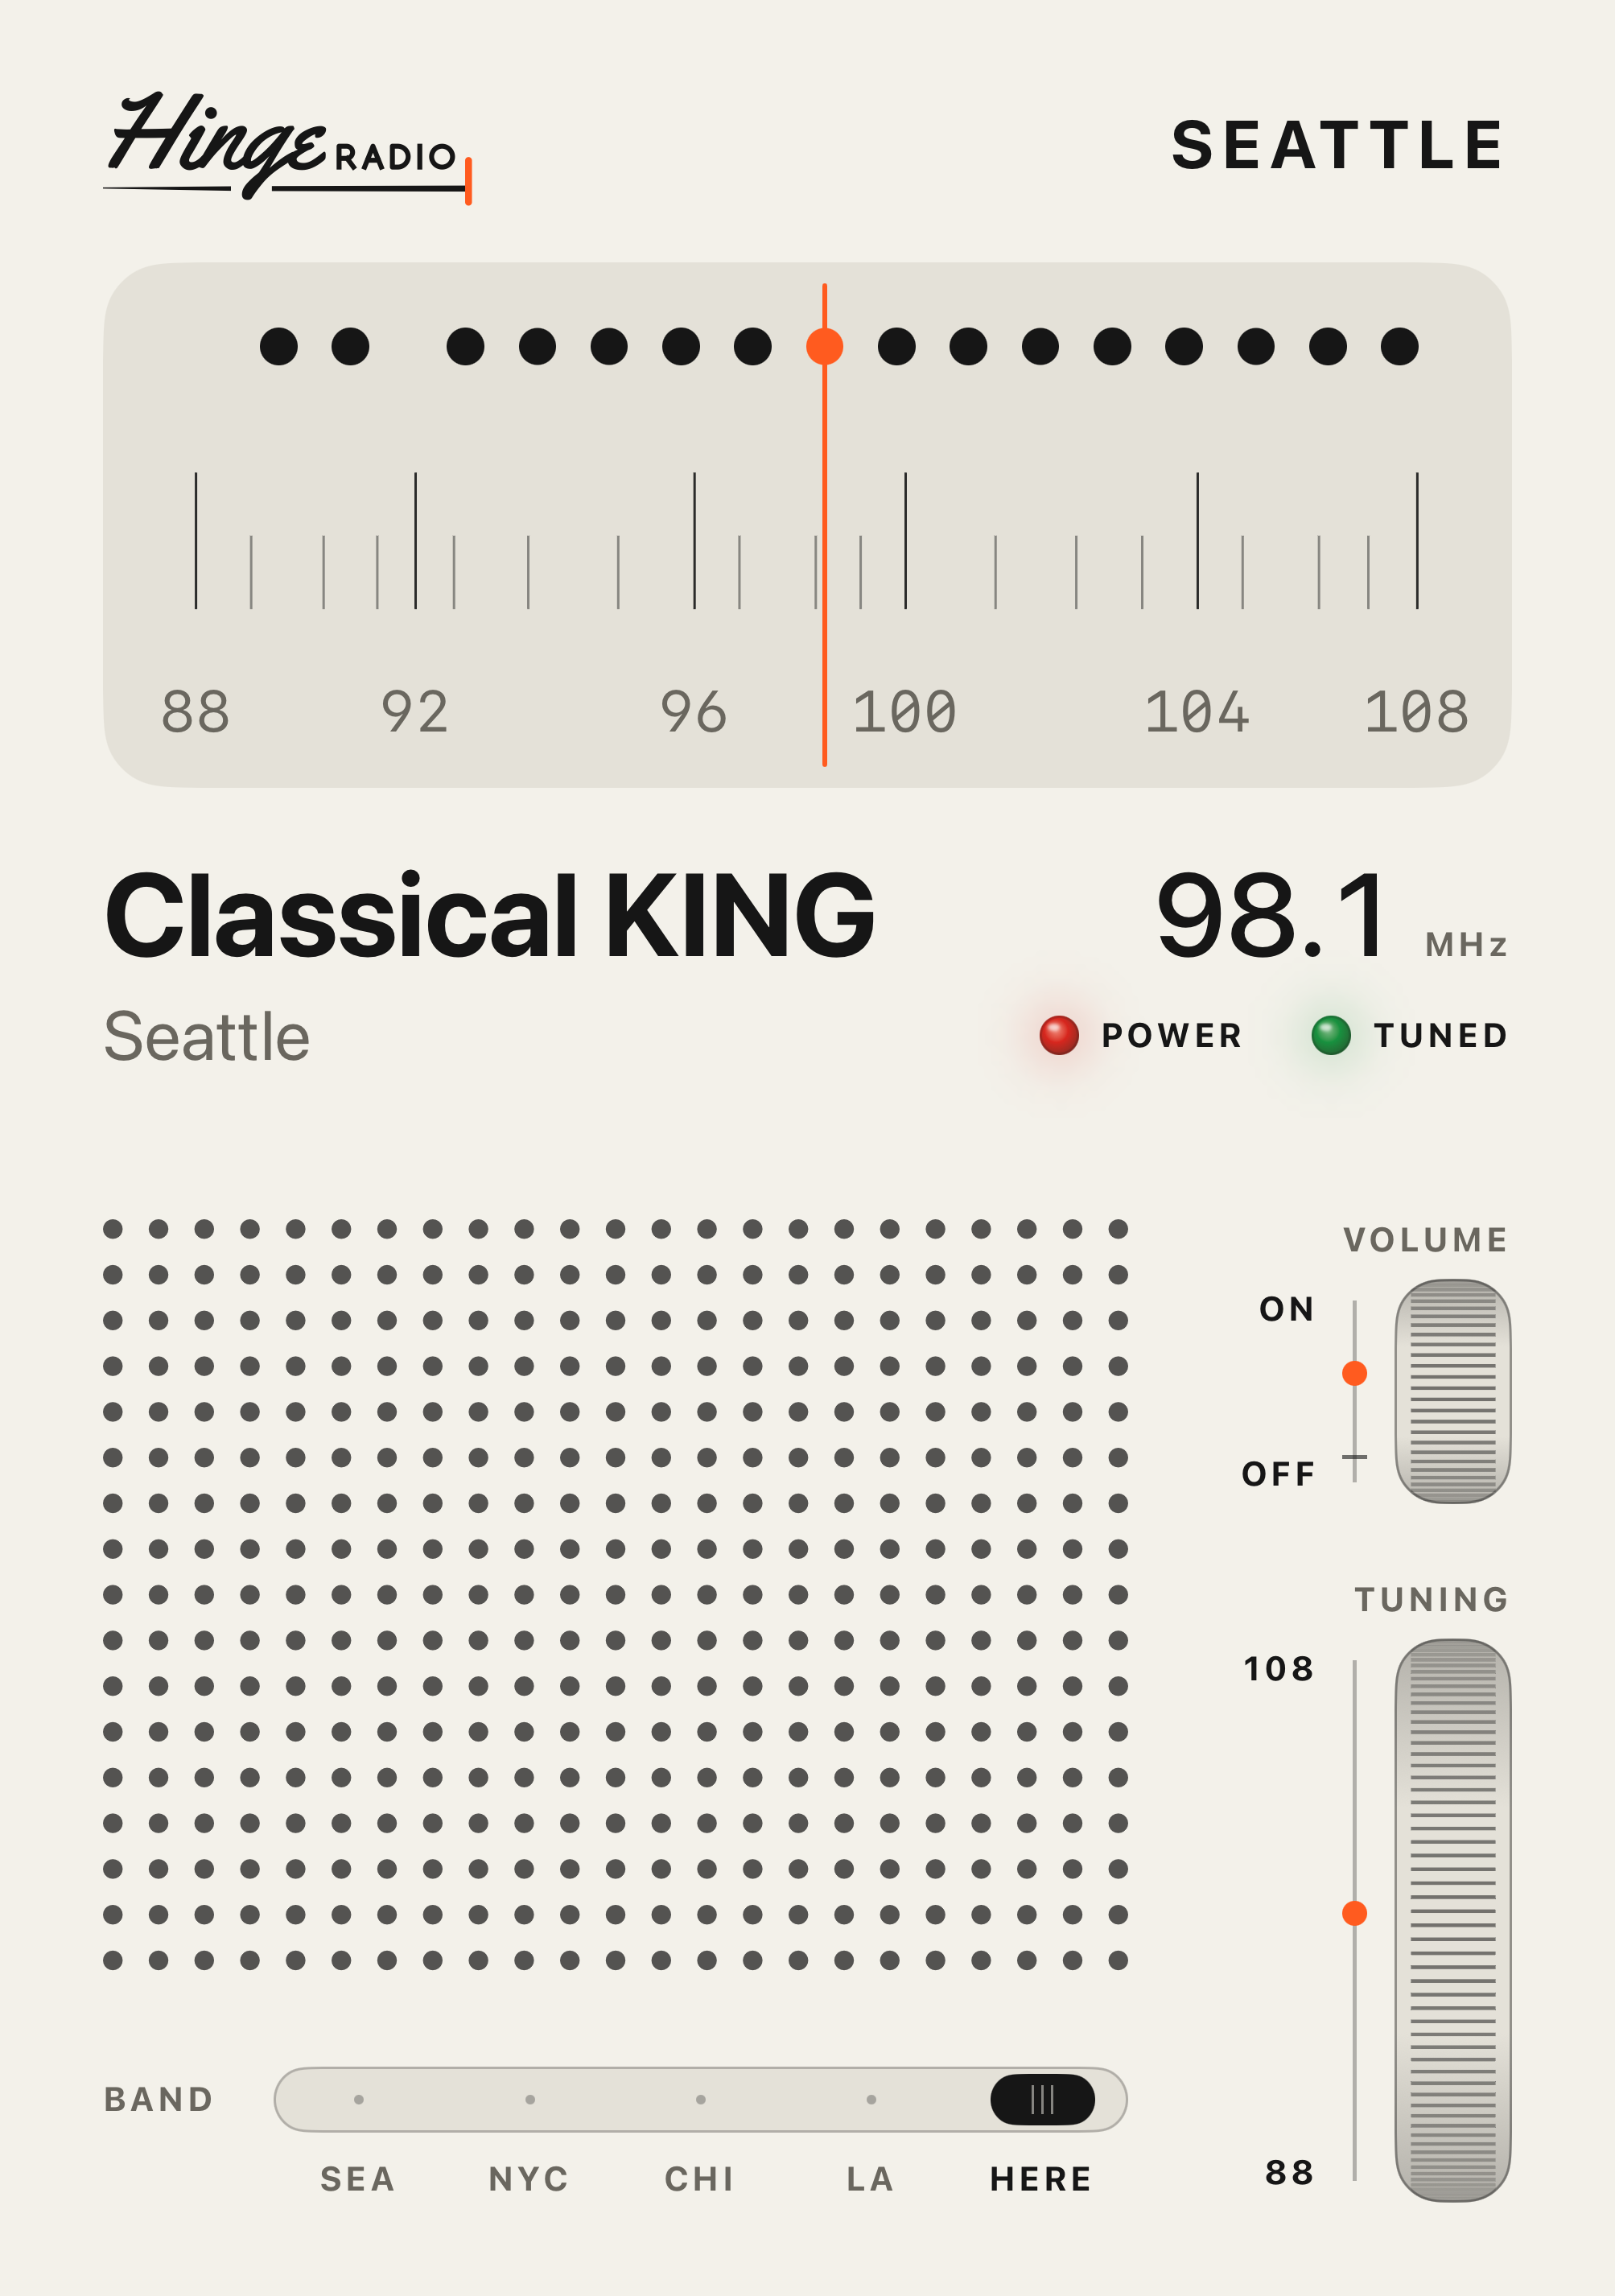 Hinge RADIO
SEATTLE
88 92 96 100 104 108
Classical KING
98.1 MHz
Seattle
POWER
TUNED
VOLUME
ON
OFF
TUNING
108
88
BAND
SEA NYC CHI LA HERE